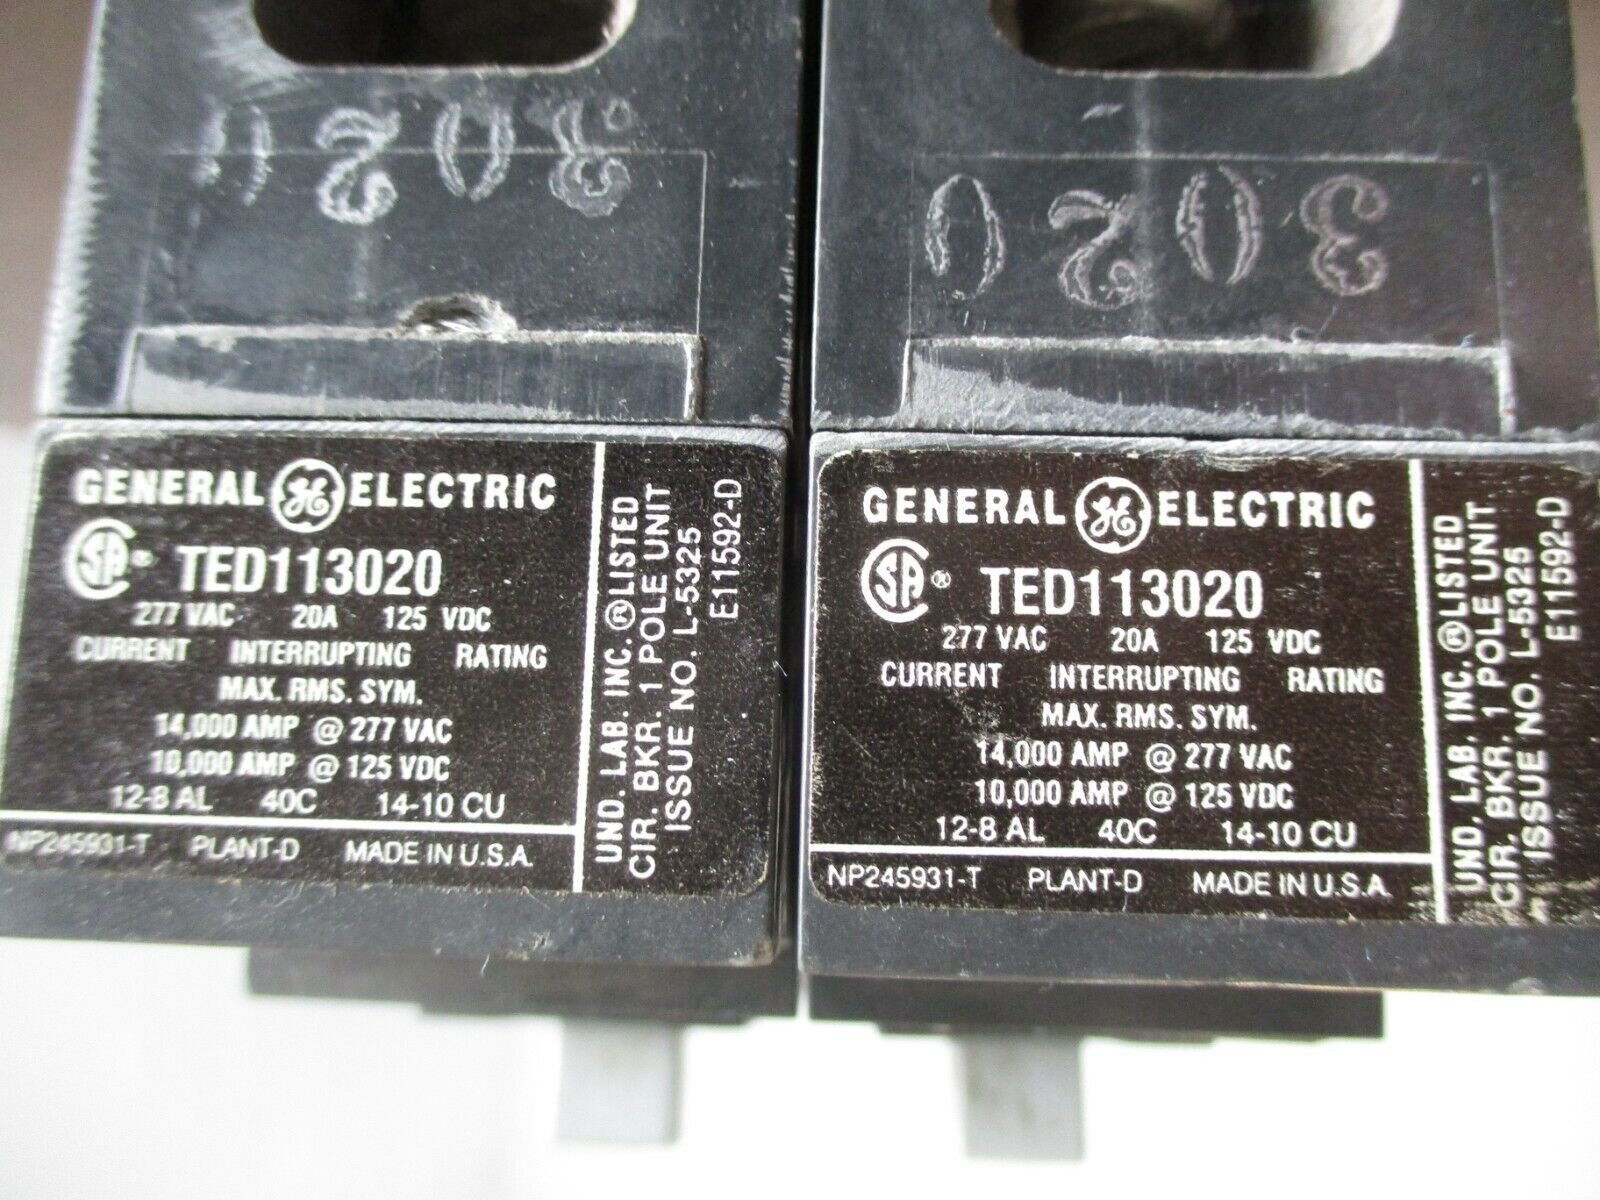 3020
GENERAL GE ELECTRIC
SA ® TED113020
277 VAC 20A 125 VDC
CURRENT INTERRUPTING RATING
MAX. RMS. SYM.
14,000 AMP @ 277 VAC
10,000 AMP @ 125 VDC
12-8 AL 40C 14-10 CU
NP245931-T PLANT-D MADE IN U.S.A.
UND. LAB. INC.® LISTED
CIR. BKR. 1 POLE UNIT
ISSUE NO. L-5325
E11592-D
3020
GENERAL GE ELECTRIC
SA ® TED113020
277 VAC 20A 125 VDC
CURRENT INTERRUPTING RATING
MAX. RMS. SYM.
14,000 AMP @ 277 VAC
10,000 AMP @ 125 VDC
12-8 AL 40C 14-10 CU
NP245931-T PLANT-D MADE IN U.S.A.
UND. LAB. INC.® LISTED
CIR. BKR. 1 POLE UNIT
ISSUE NO. L-5325
E11592-D